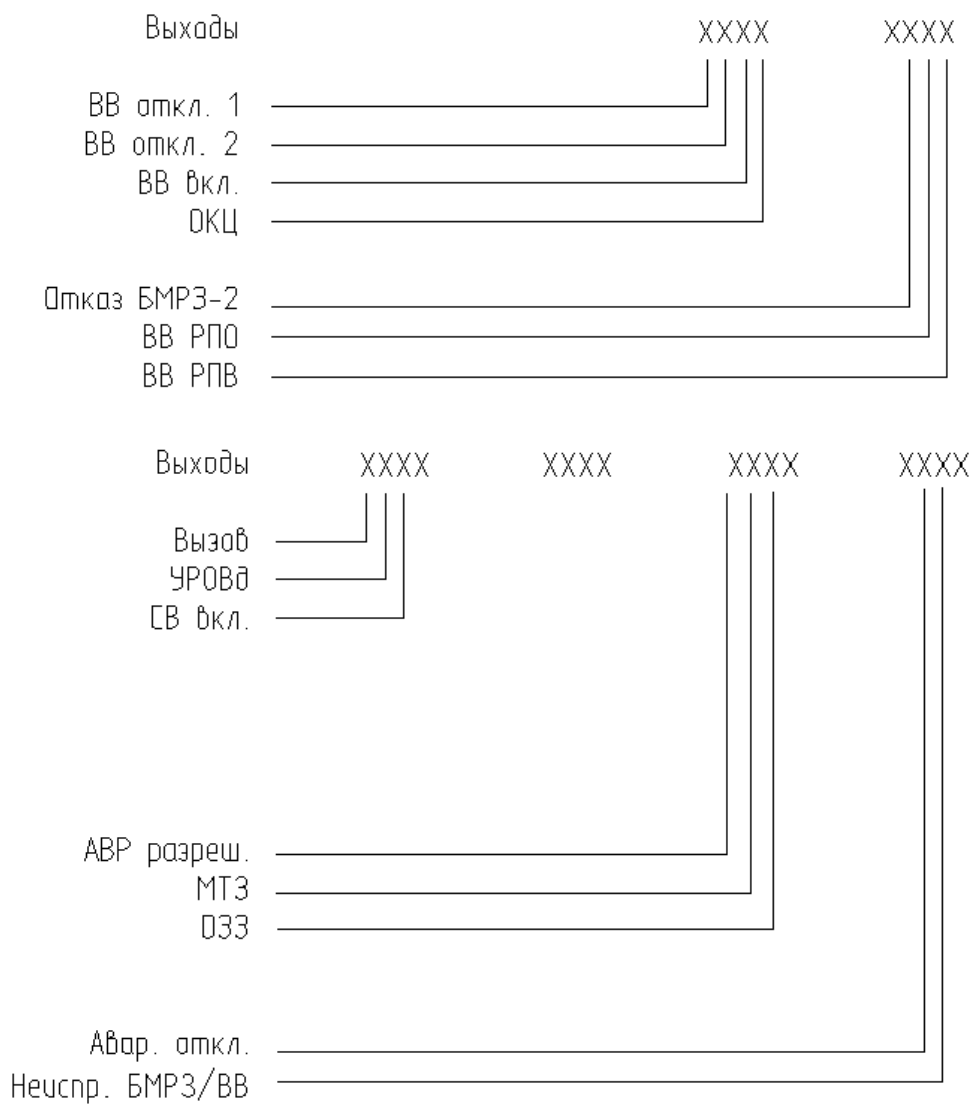 Выходы XXXX XXXX
ВВ откл. 1
ВВ откл. 2
ВВ вкл.
ОКЦ
Отказ БМРЗ-2
ВВ РПО
ВВ РПВ
Выходы XXXX XXXX XXXX XXXX
Вызов
УРОВд
СВ вкл.
АВР разреш.
МТЗ
ОЗЗ
Авар. откл.
Неиспр. БМРЗ/ВВ